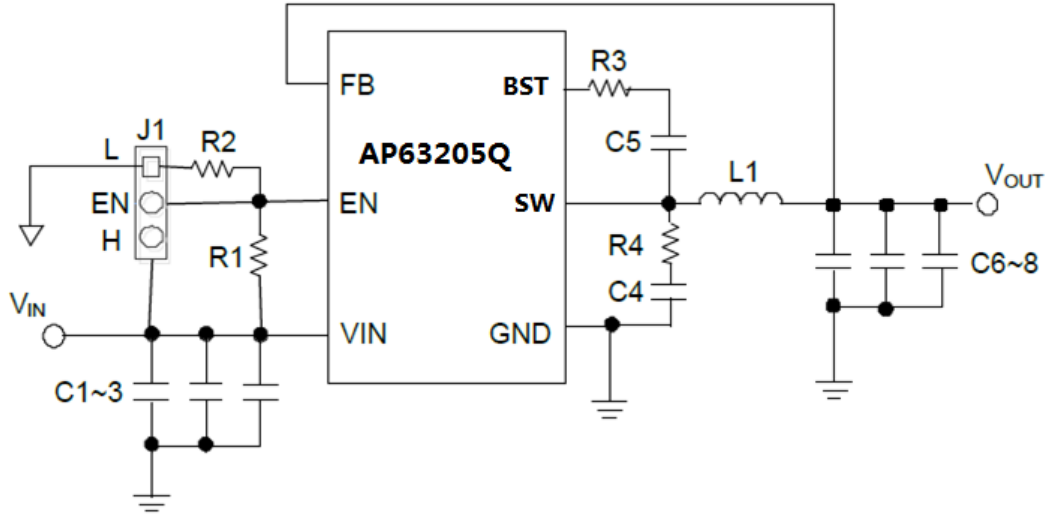 FB
BST
R3
J1
L
R2
AP63205Q
C5
L1
VOUT
EN
EN
SW
H
R1
R4
C6~8
VIN
C4
VIN
GND
C1~3